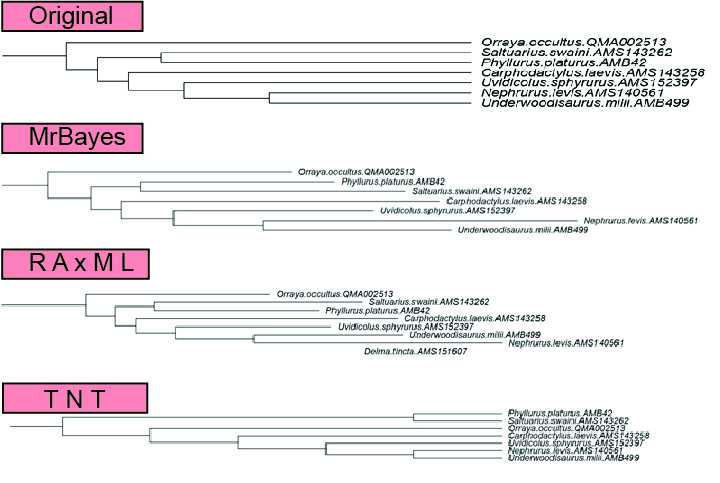 Original
Orraya.occultus.QMA002513
Saltuarius.swaini.AMS143262
Phyllurus.platurus.AMB42
Carphodactylus.laevis.AMS143258
Uvidicolus.sphyrurus.AMS152397
Nephrurus.levis.AMS140561
Underwoodisaurus.milii.AMB499
MrBayes
Orraya.occultus.QMA002513
Phyllurus.platurus.AMB42
Saltuarius.swaini.AMS143262
Carphodactylus.laevis.AMS143258
Uvidicolus.sphyrurus.AMS152397
Nephrurus.levis.AMS140561
Underwoodisaurus.milii.AMB499
R A x M L
Orraya.occultus.QMA002513
Saltuarius.swainii.AMS143262
Phyllurus.platurus.AMB42
Carphodactylus.laevis.AMS143258
Uvidicolus.sphyrurus.AMS152397
Underwoodisaurus.milii.AMB499
Nephrurus.levis.AMS140561
Delma.tincta.AMS151607
T N T
Phyllurus.platurus.AMB42
Saltuarius.swaini.AMS143262
Orraya.occultus.QMA002513
Carphodactylus.laevis.AMS143258
Uvidicolus.sphyrurus.AMS152397
Nephrurus.levis.AMS140561
Underwoodisaurus.milii.AMB499